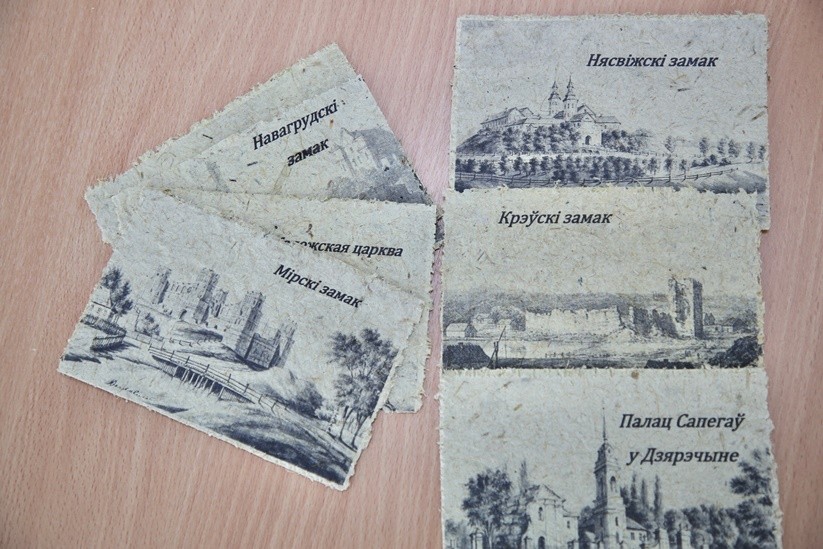 Навагрудскі
замак
царква
Мірскі замак
Нясвіжскі замак
Крэўскі замак
Палац Сапегаў
у Дзярэчыне